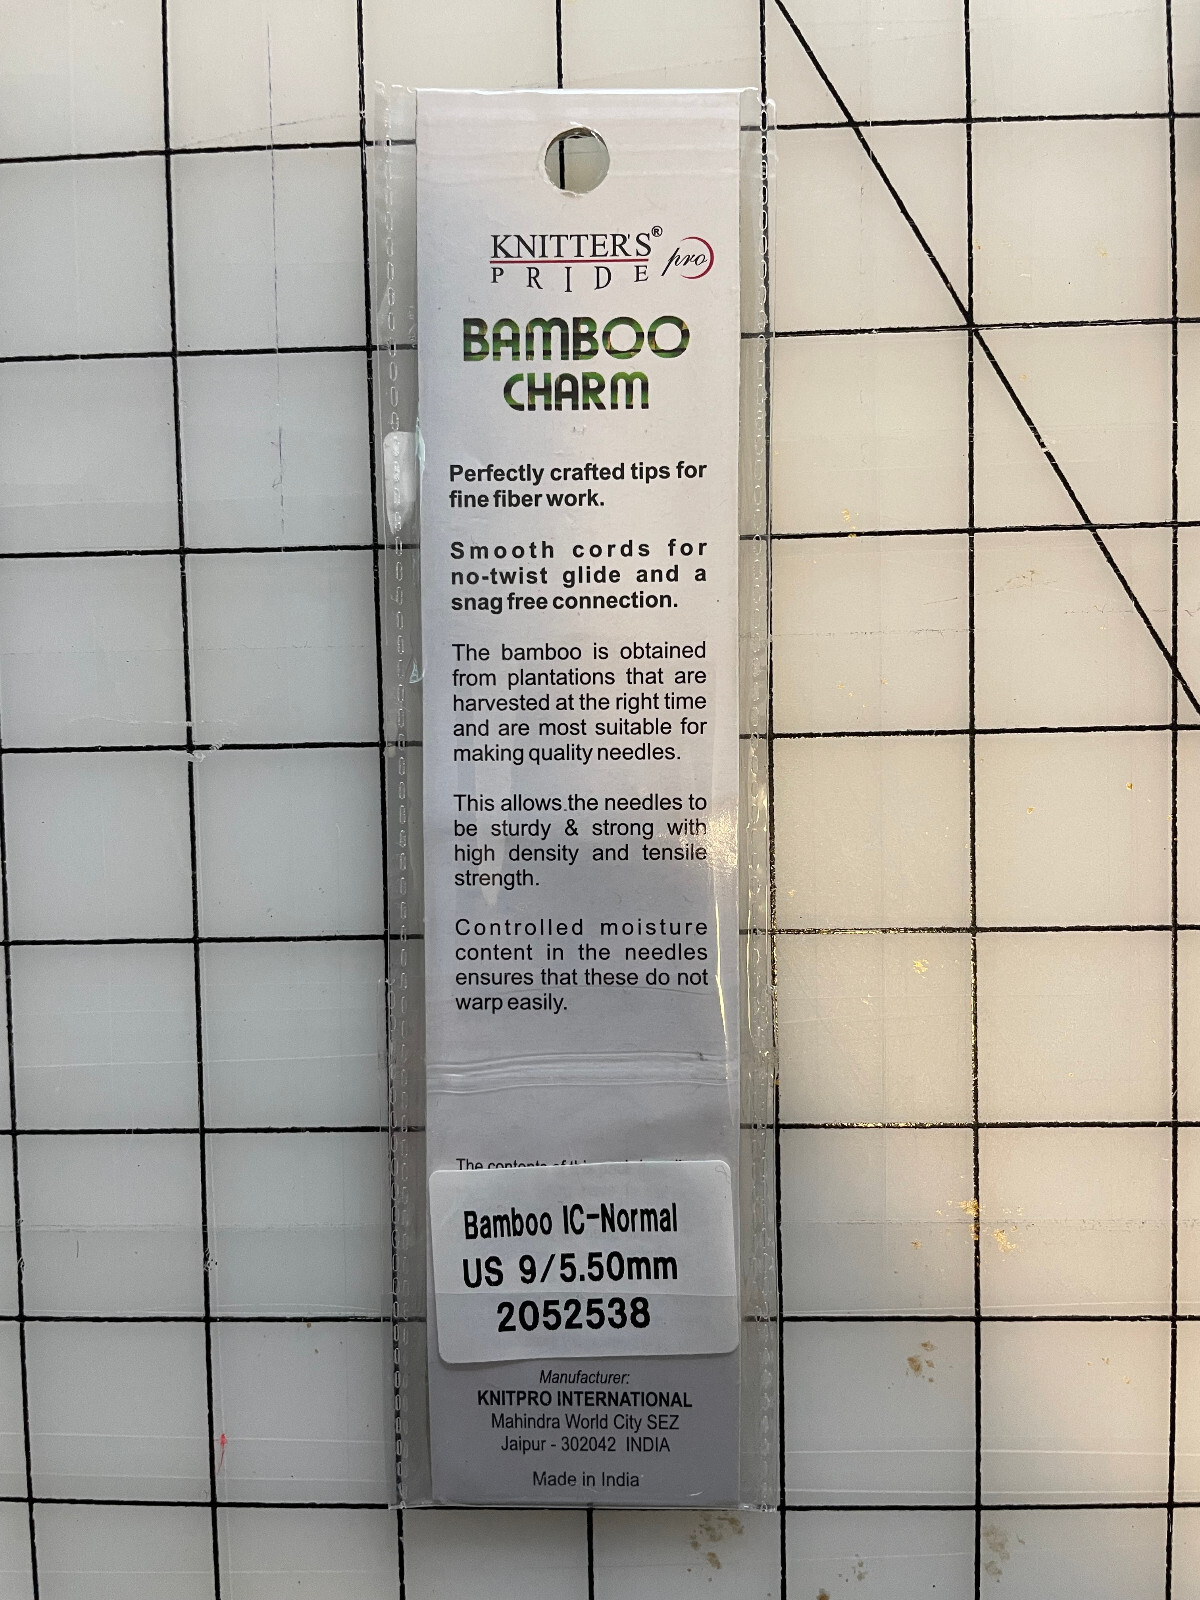 KNITTER'S® pro
PRIDE
BAMBOO
CHARM
Perfectly crafted tips for
fine fiber work.
Smooth cords for
no-twist glide and a
snag free connection.
The bamboo is obtained
from plantations that are
harvested at the right time
and are most suitable for
making quality needles.
This allows the needles to
be sturdy & strong with
high density and tensile
strength.
Controlled moisture
content in the needles
ensures that these do not
warp easily.
The contents of
Bamboo IC-Normal
US 9/5.50mm
2052538
Manufacturer:
KNITPRO INTERNATIONAL
Mahindra World City SEZ
Jaipur - 302042 INDIA
Made in India